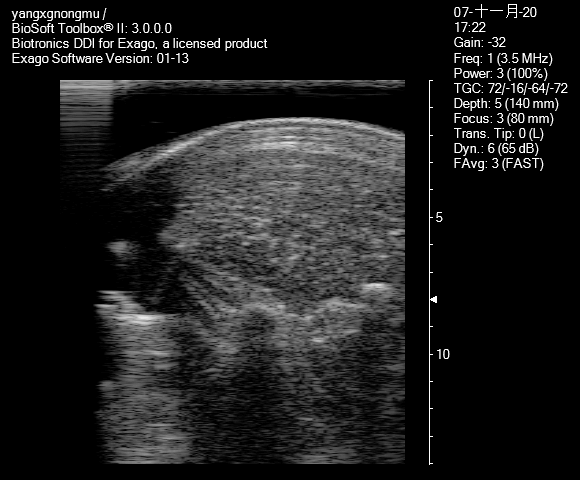 yangxgnongmu /
BioSoft Toolbox® II: 3.0.0.0
Biotronics DDI for Exago, a licensed product
Exago Software Version: 01-13
07-十一月-20
17:22
Gain: -32
Freq: 1 (3.5 MHz)
Power: 3 (100%)
TGC: 72/-16/-64/-72
Depth: 5 (140 mm)
Focus: 3 (80 mm)
Trans. Tip: 0 (L)
Dyn.: 6 (65 dB)
FAvg: 3 (FAST)
5
10